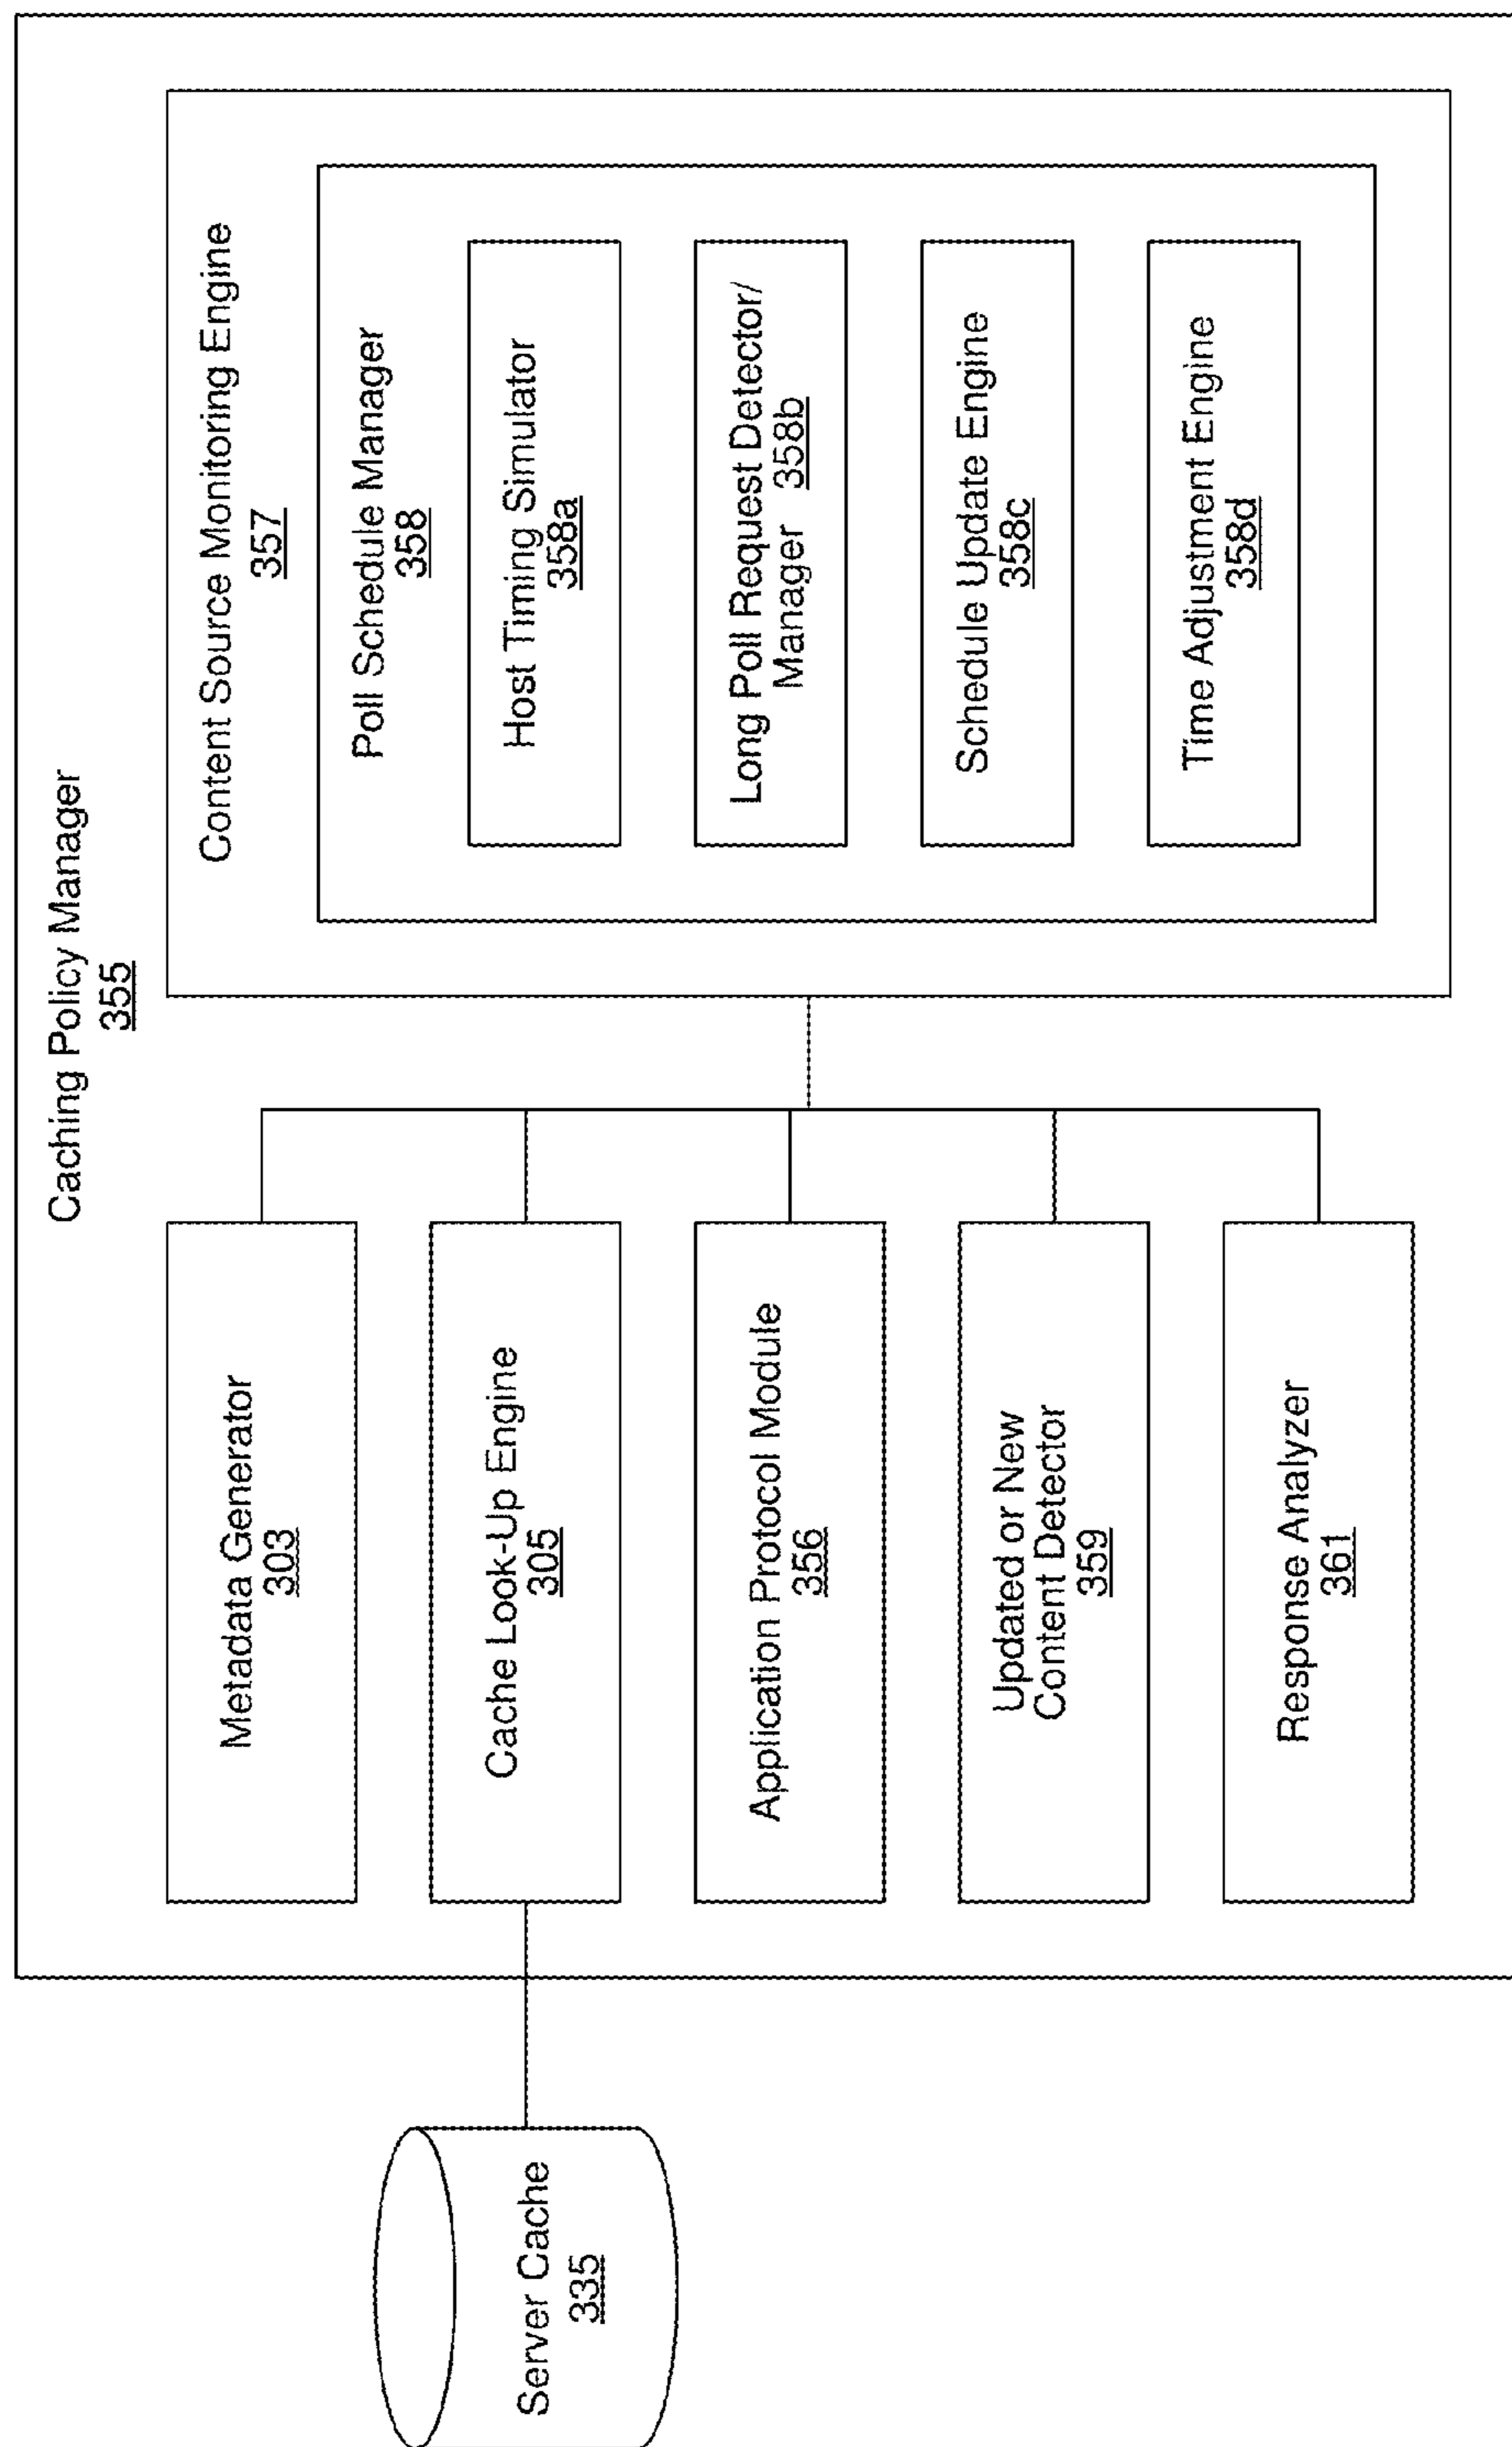 Caching Policy Manager
355
Metadata Generator
303
Cache Look-Up Engine
305
Application Protocol Module
356
Updated or New
Content Detector
359
Response Analyzer
361
Server Cache
335
Content Source Monitoring Engine
357
Poll Schedule Manager
358
Host Timing Simulator
358a
Long Poll Request Detector/
Manager 358b
Schedule Update Engine
358c
Time Adjustment Engine
358d